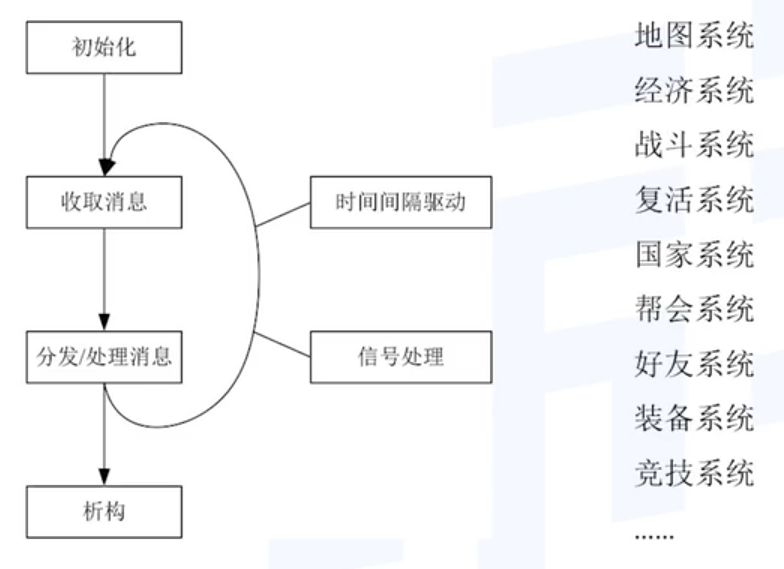 初始化
收取消息
时间间隔驱动
分发/处理消息
信号处理
析构
地图系统
经济系统
战斗系统
复活系统
国家系统
帮会系统
好友系统
装备系统
竞技系统
......